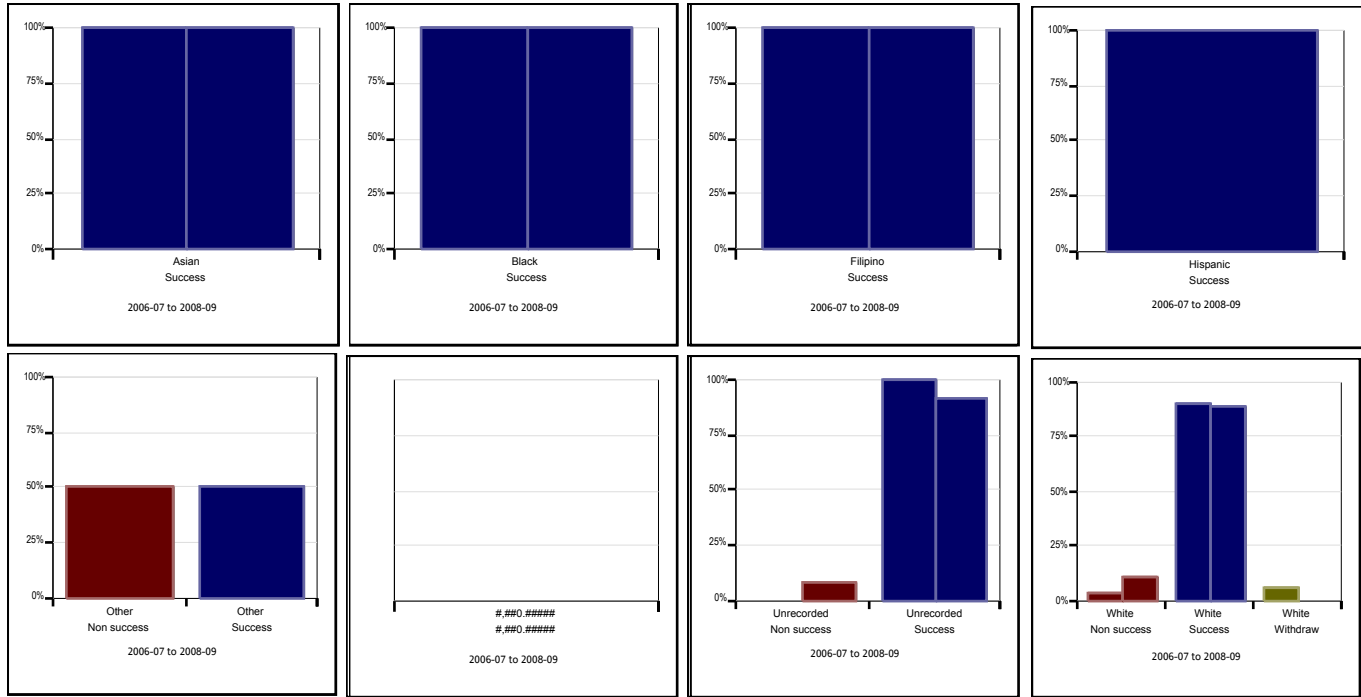 100%
75%
50%
25%
0%
Asian
Success
2006-07 to 2008-09
100%
75%
50%
25%
0%
Black
Success
2006-07 to 2008-09
100%
75%
50%
25%
0%
Filipino
Success
2006-07 to 2008-09
100%
75%
50%
25%
0%
Hispanic
Success
2006-07 to 2008-09
100%
75%
50%
25%
0%
Other Other
Non success Success
2006-07 to 2008-09
#,##0.#####
#,##0.#####
2006-07 to 2008-09
100%
75%
50%
25%
0%
Unrecorded Unrecorded
Non success Success
2006-07 to 2008-09
100%
75%
50%
25%
0%
White White White
Non success Success Withdraw
2006-07 to 2008-09